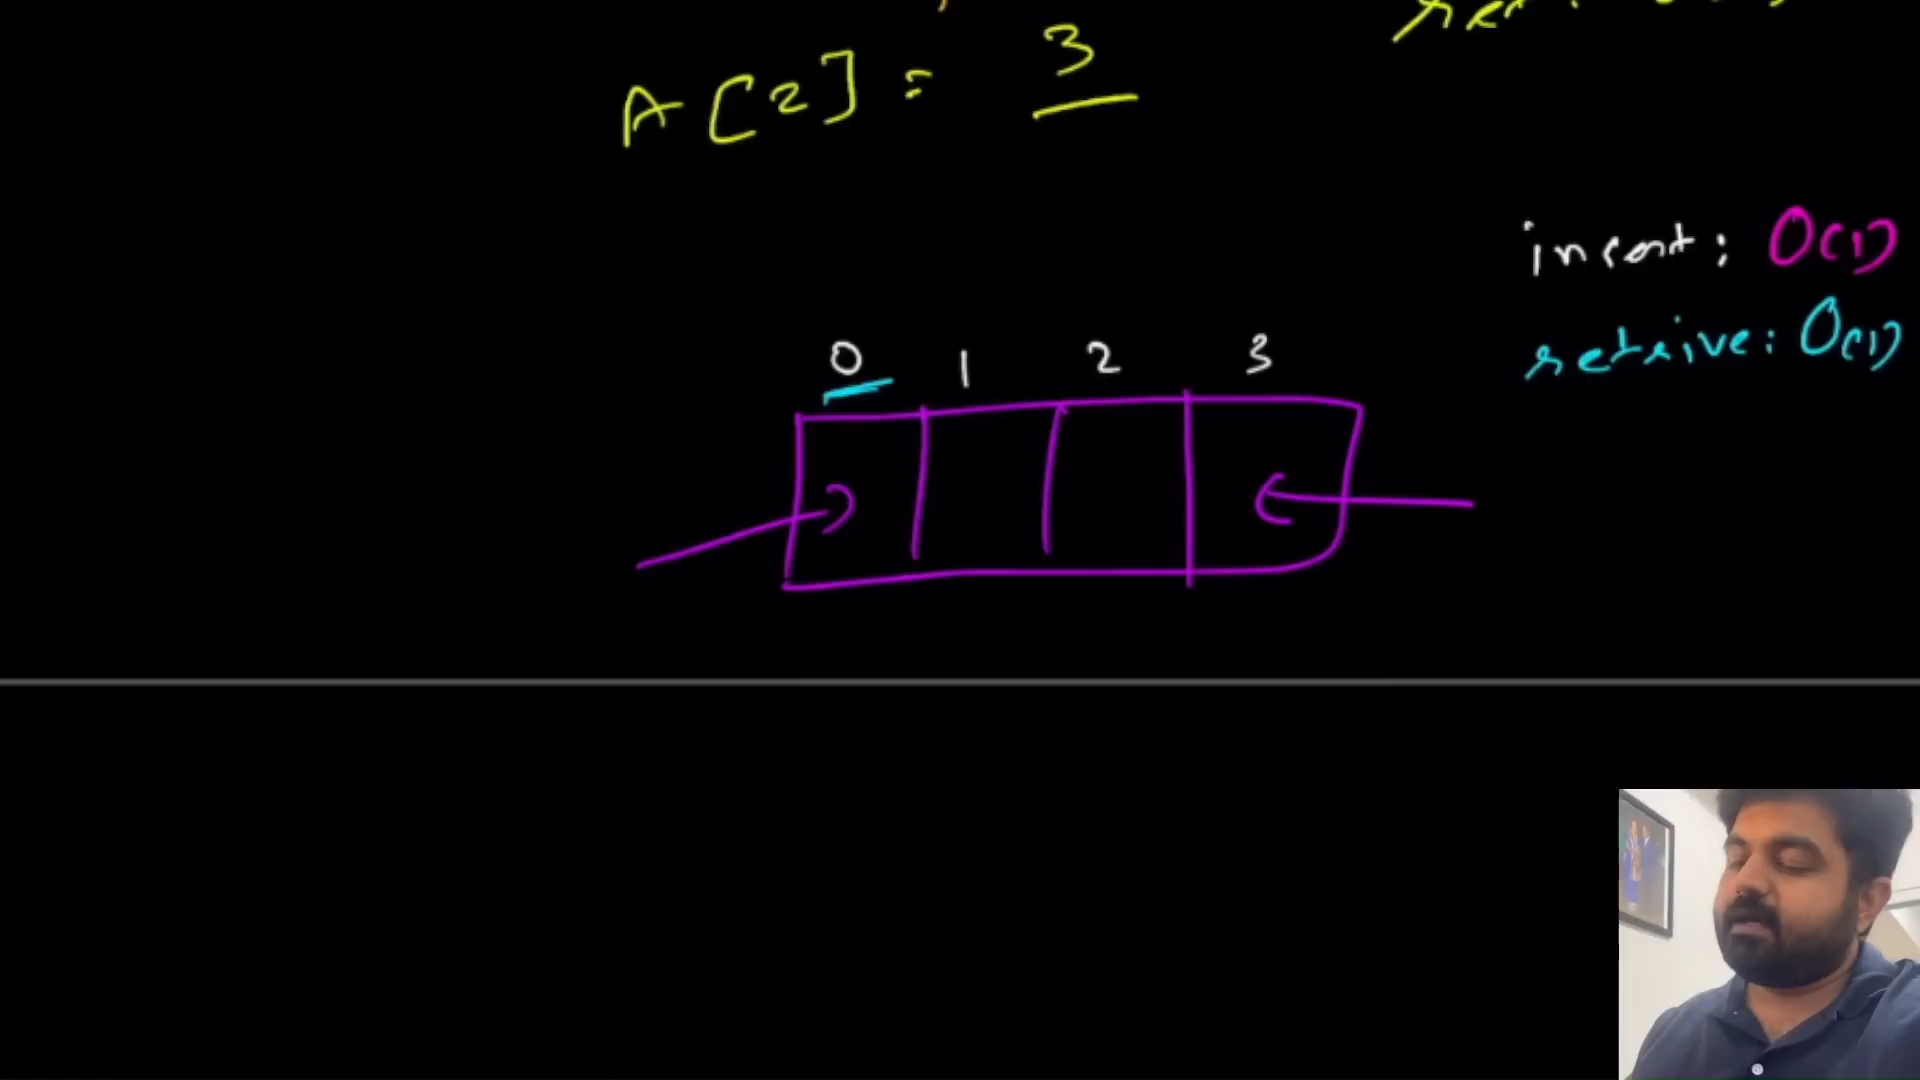 A[2] = 3
insert: O(1)
retrive: O(1)
0 1 2 3